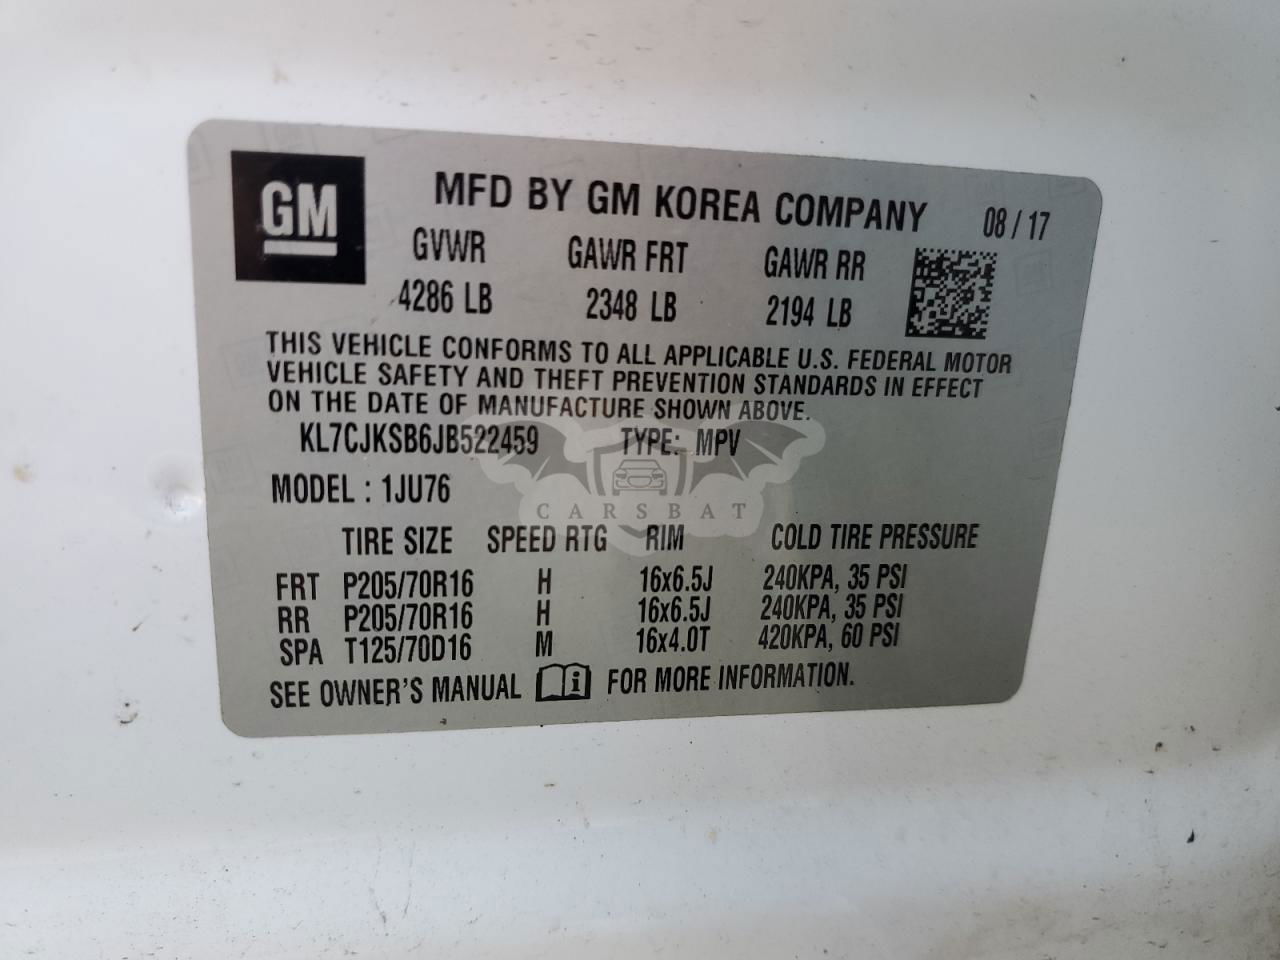 GM MFD BY GM KOREA COMPANY 08 / 17
GVWR GAWR FRT GAWR RR
4286 LB 2348 LB 2194 LB
THIS VEHICLE CONFORMS TO ALL APPLICABLE U.S. FEDERAL MOTOR
VEHICLE SAFETY AND THEFT PREVENTION STANDARDS IN EFFECT
ON THE DATE OF MANUFACTURE SHOWN ABOVE.
KL7CJKSB6JB522459 TYPE: MPV
MODEL : 1JU76
CARSBAT
TIRE SIZE SPEED RTG RIM COLD TIRE PRESSURE
FRT P205/70R16 H 16x6.5J 240KPA, 35 PSI
RR P205/70R16 H 16x6.5J 240KPA, 35 PSI
SPA T125/70D16 M 16x4.0T 420KPA, 60 PSI
SEE OWNER'S MANUAL i FOR MORE INFORMATION.